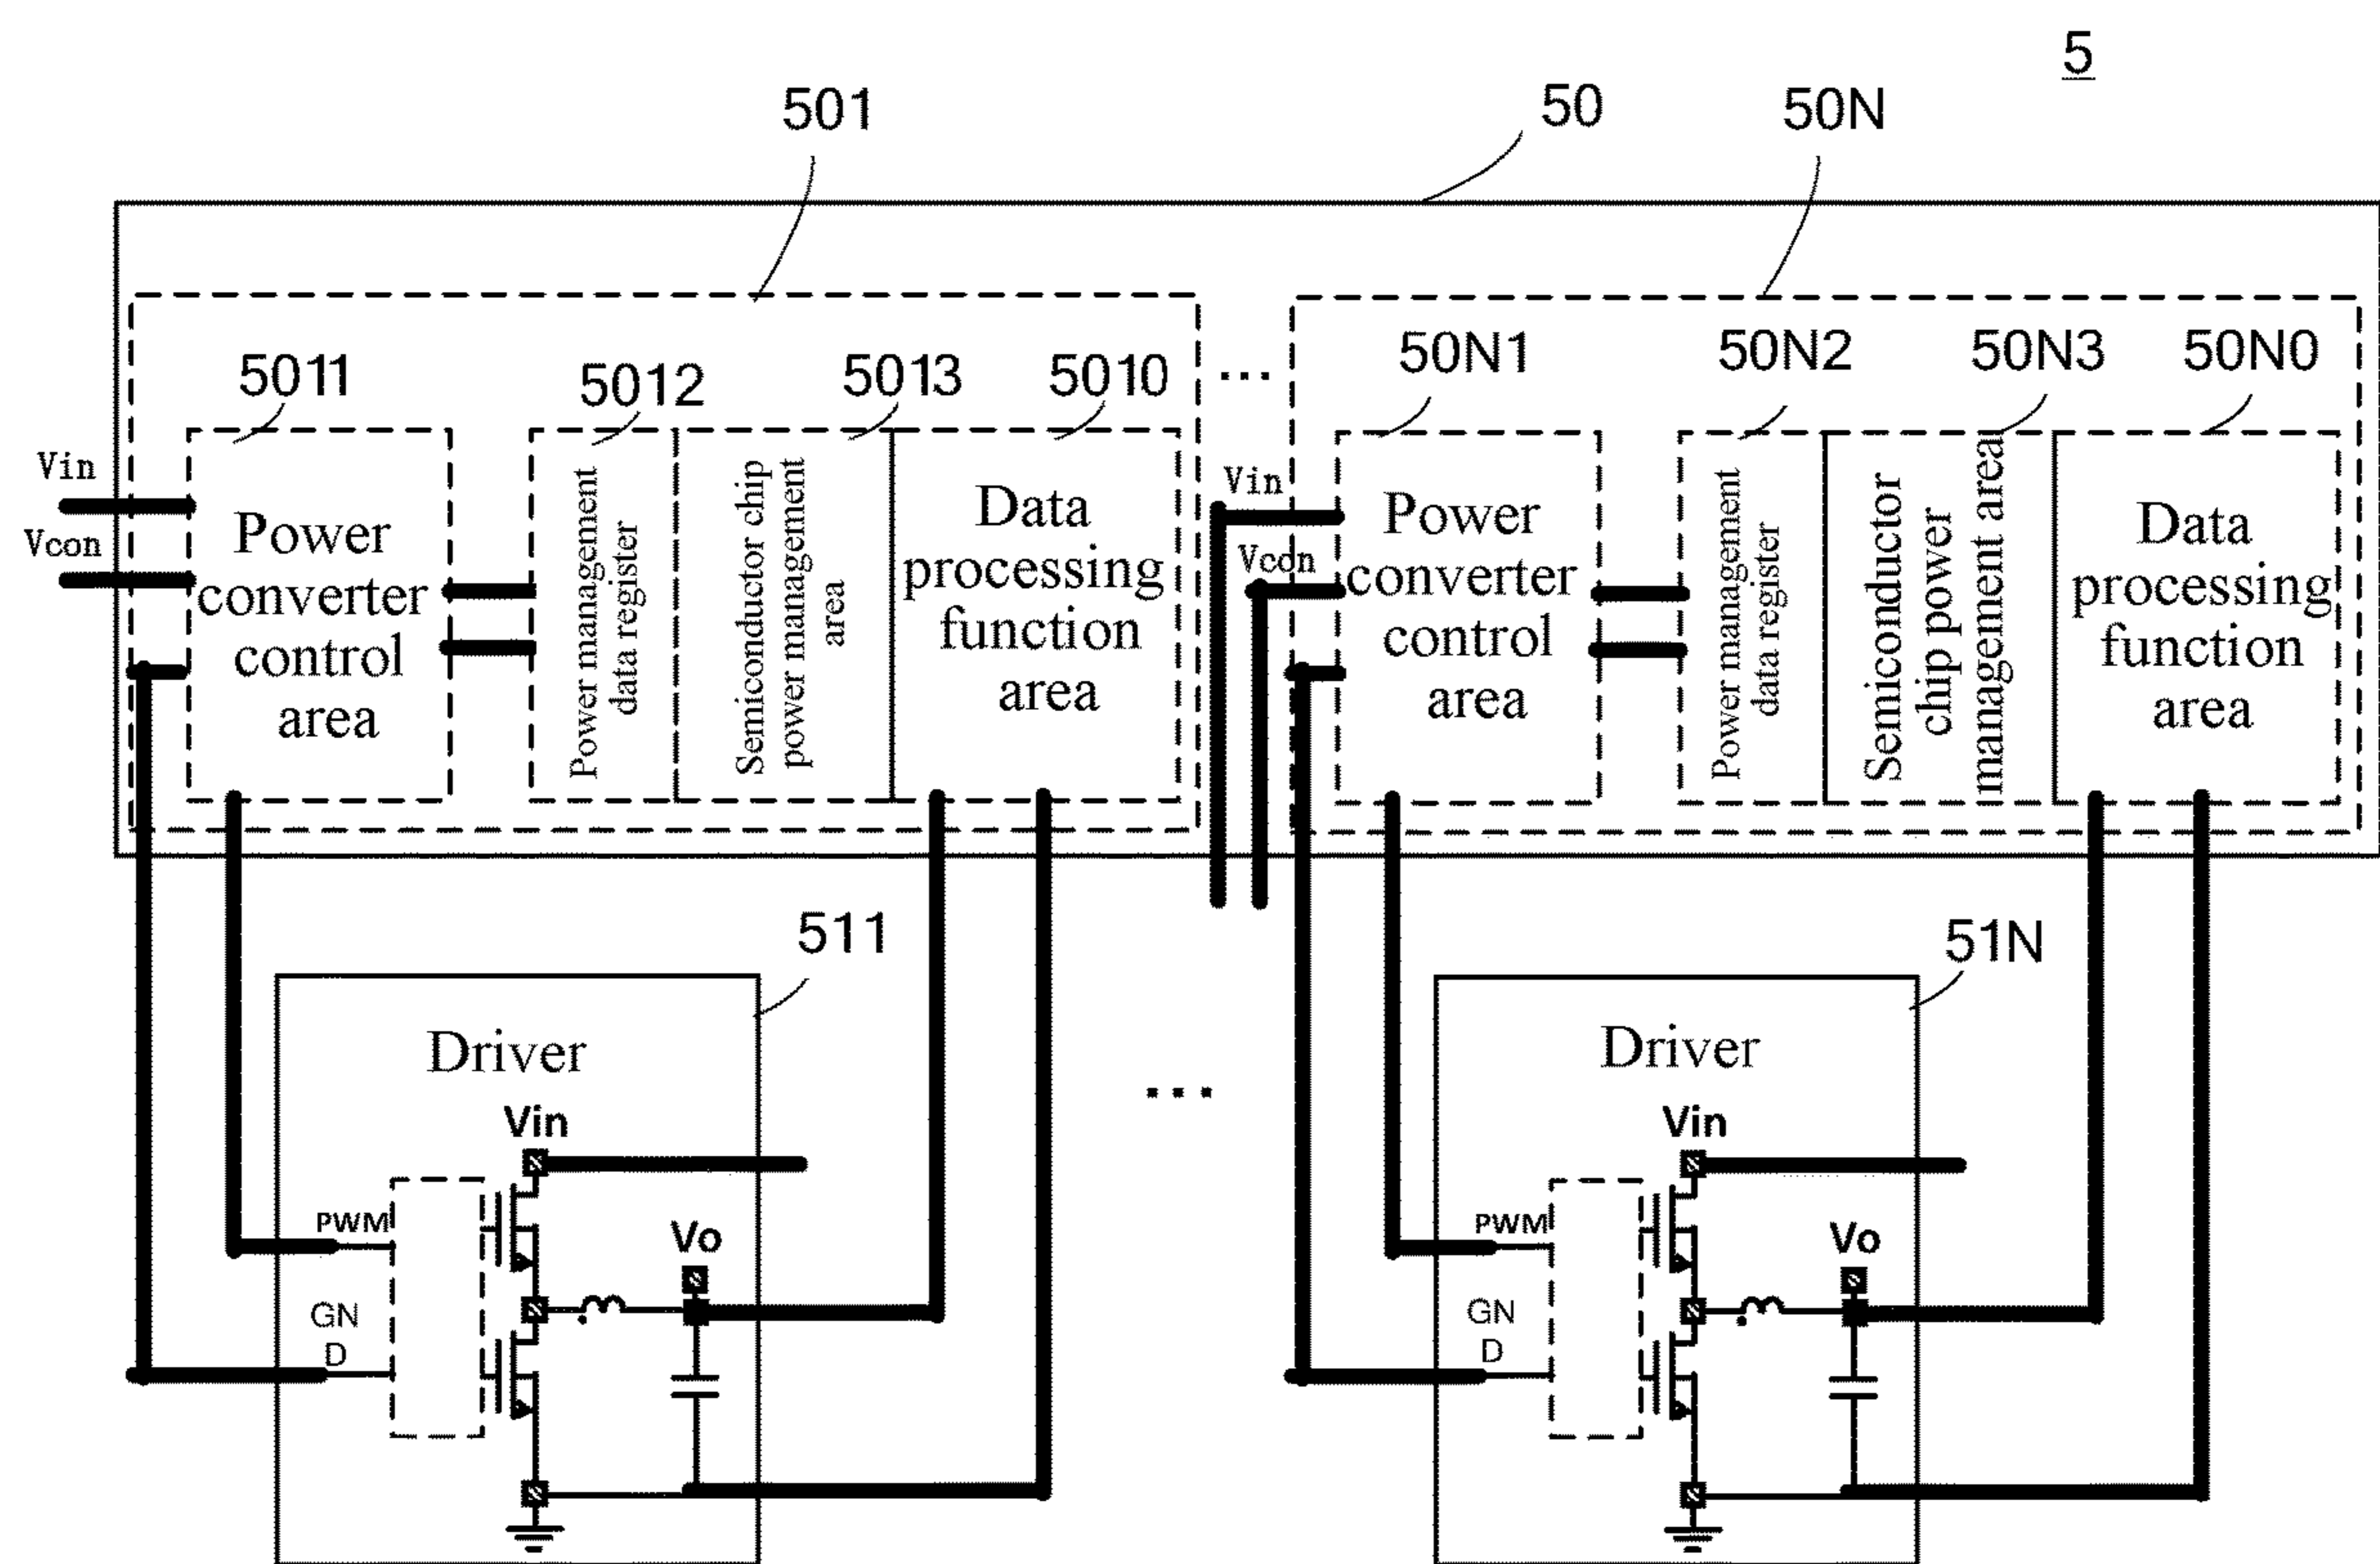 5
501
50
50N
5011
5012
5013
5010
...
50N1
50N2
50N3
50N0
Vin
Vcon
Power
converter
control
area
Power management
data register
Semiconductor chip
power management
area
Data
processing
function
area
Vin
Vcon
Power
converter
control
area
Power management
data register
Semiconductor
chip power
management area
Data
processing
function
area
511
Driver
Vin
PWM
Vo
GN
D
...
51N
Driver
Vin
PWM
Vo
GN
D